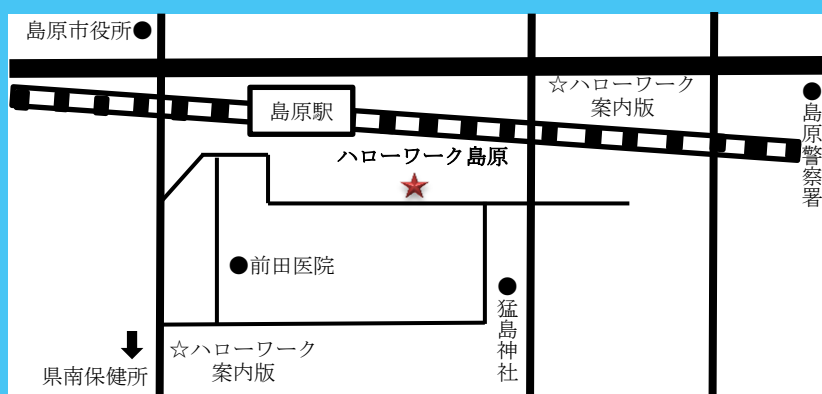 島原市役所●
☆ハローワーク
案内版
島原駅
●島原警察署
ハローワーク島原
●前田医院
●猛島神社
☆ハローワーク
案内版
県南保健所